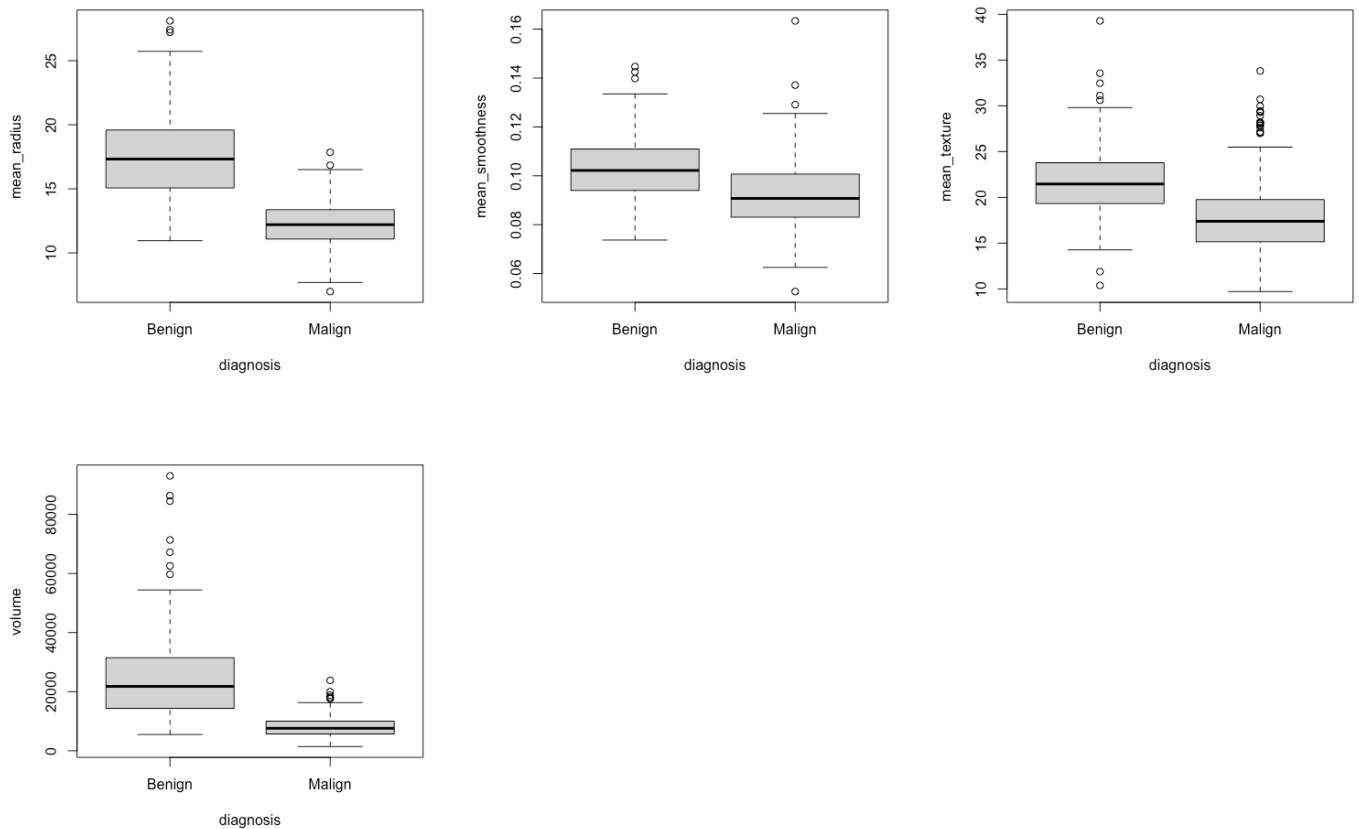 mean_radius
10 15 20 25
Benign Malign
diagnosis
mean_smoothness
0.06 0.08 0.10 0.12 0.14 0.16
Benign Malign
diagnosis
mean_texture
10 15 20 25 30 35 40
Benign Malign
diagnosis
volume
0 20000 40000 60000 80000
Benign Malign
diagnosis